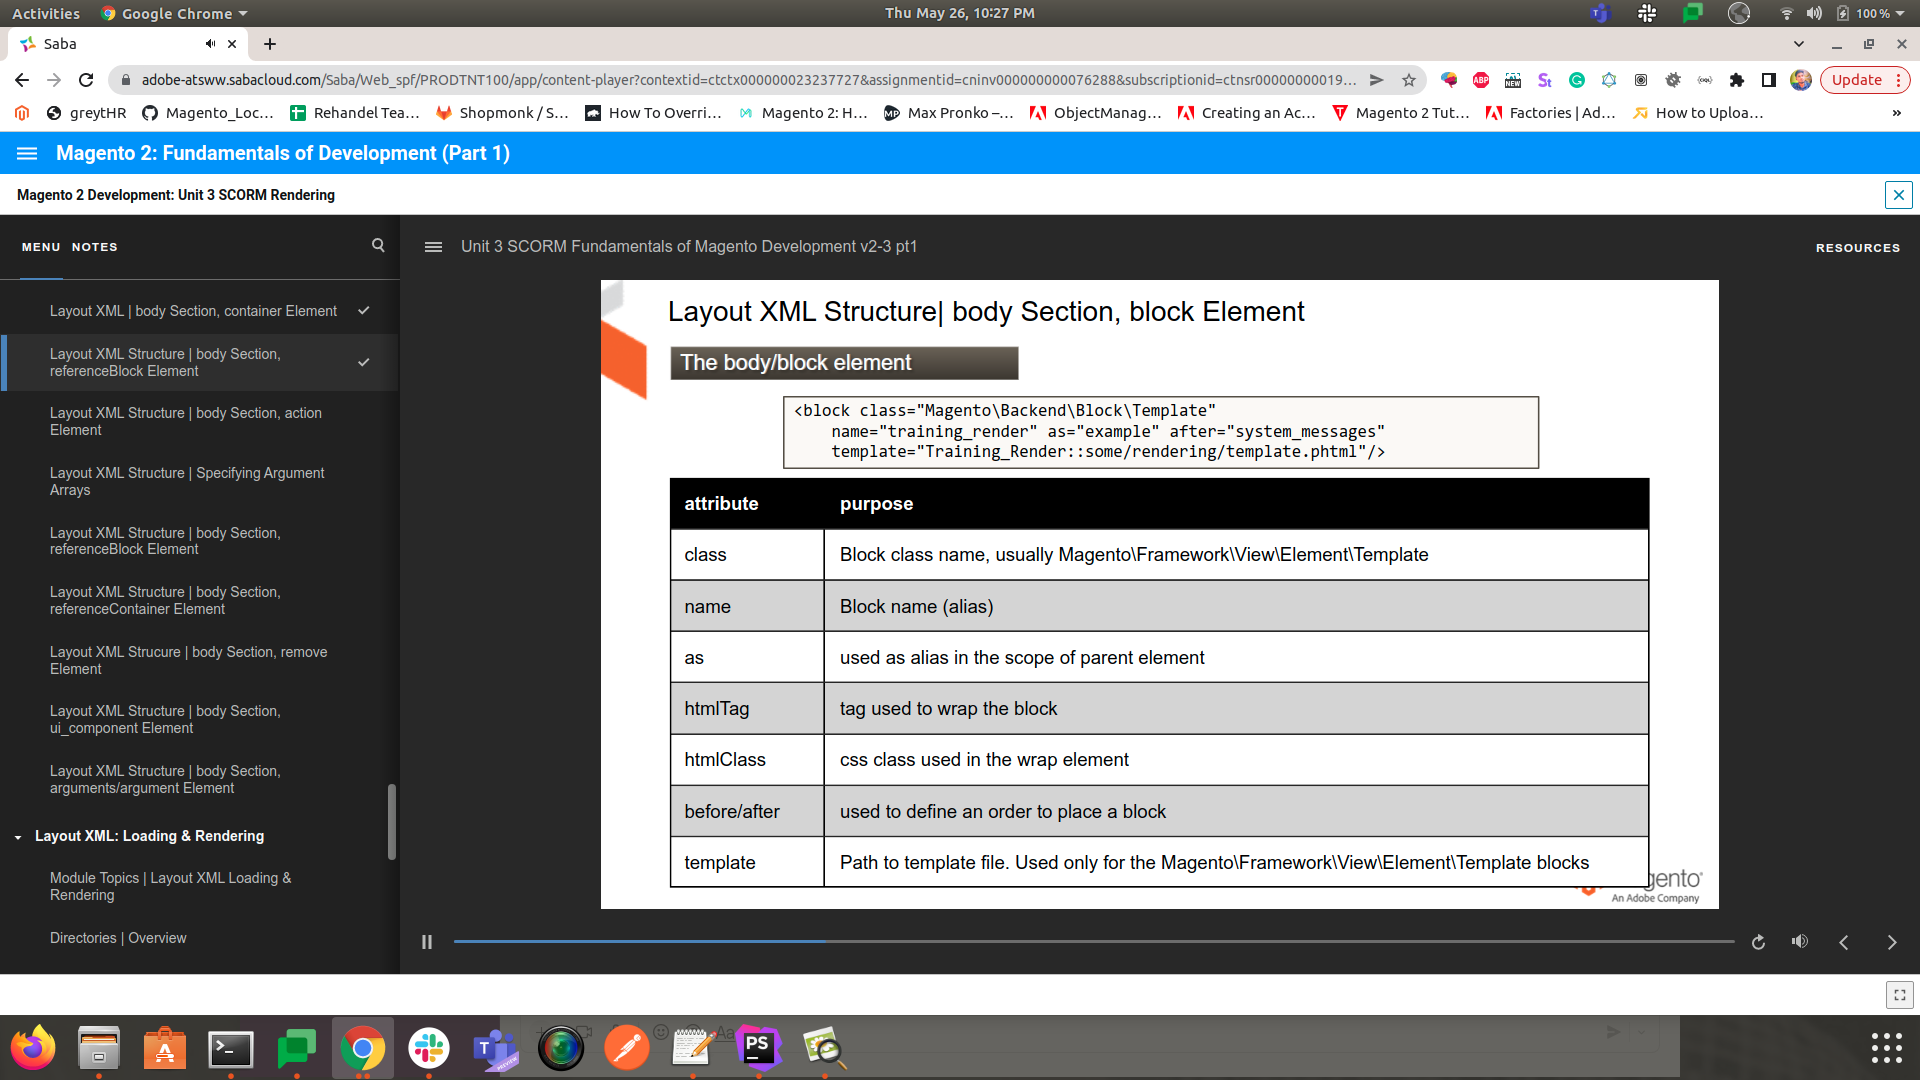 Activities
Google Chrome
Thu May 26, 10:27 PM
100 %
Saba
adobe-atsww.sabacloud.com/Saba/Web_spf/PRODTNT100/app/content-player?contextid=ctctx000000023237727&assignmentid=cninv000000000076288&subscriptionid=ctnsr00000000019...
ABP
NEW
St
Update
greytHR
Magento_Loc...
Rehandel Tea...
Shopmonk / S...
How To Overri...
Magento 2: H...
Max Pronko –...
ObjectManag...
Creating an Ac...
Magento 2 Tut...
Factories | Ad...
How to Uploa...
»
Magento 2: Fundamentals of Development (Part 1)
Magento 2 Development: Unit 3 SCORM Rendering
MENU NOTES
Unit 3 SCORM Fundamentals of Magento Development v2-3 pt1
RESOURCES
Layout XML | body Section, container Element
Layout XML Structure | body Section,
referenceBlock Element
Layout XML Structure | body Section, action
Element
Layout XML Structure | Specifying Argument
Arrays
Layout XML Structure | body Section,
referenceBlock Element
Layout XML Structure | body Section,
referenceContainer Element
Layout XML Strucure | body Section, remove
Element
Layout XML Structure | body Section,
ui_component Element
Layout XML Structure | body Section,
arguments/argument Element
Layout XML: Loading & Rendering
Module Topics | Layout XML Loading &
Rendering
Directories | Overview
Layout XML Structure| body Section, block Element
The body/block element
<block class="Magento\Backend\Block\Template"
name="training_render" as="example" after="system_messages"
template="Training_Render::some/rendering/template.phtml"/>
attribute purpose
class Block class name, usually Magento\Framework\View\Element\Template
name Block name (alias)
as used as alias in the scope of parent element
htmlTag tag used to wrap the block
htmlClass css class used in the wrap element
before/after used to define an order to place a block
template Path to template file. Used only for the Magento\Framework\View\Element\Template blocks
gento
An Adobe Company
PS